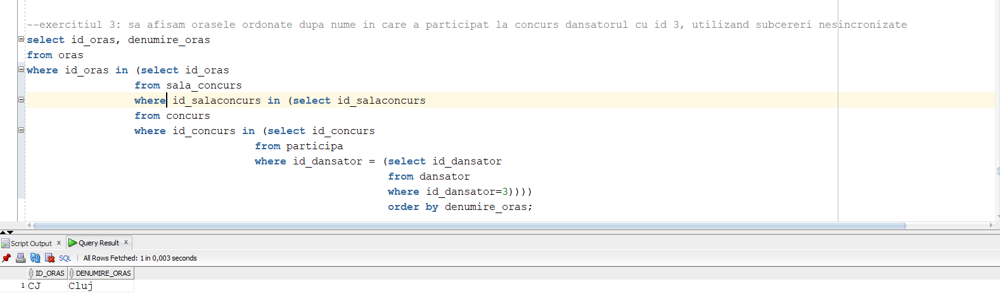 --exercitiul 3: sa afisam orasele ordonate dupa nume in care a participat la concurs dansatorul cu id 3, utilizand subcereri nesincronizate
select id_oras, denumire_oras
from oras
where id_oras in (select id_oras
from sala_concurs
where id_salaconcurs in (select id_salaconcurs
from concurs
where id_concurs in (select id_concurs
from participa
where id_dansator = (select id_dansator
from dansator
where id_dansator=3))))
order by denumire_oras;
Script Output x Query Result x
SQL | All Rows Fetched: 1 in 0,003 seconds
ID_ORAS DENUMIRE_ORAS
1 CJ Cluj